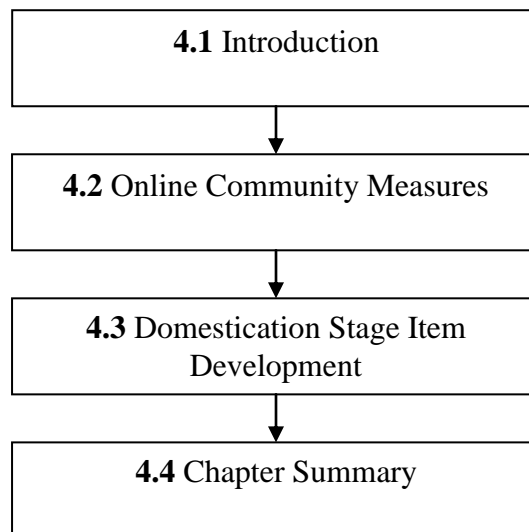 4.1 Introduction
4.2 Online Community Measures
4.3 Domestication Stage Item
Development
4.4 Chapter Summary